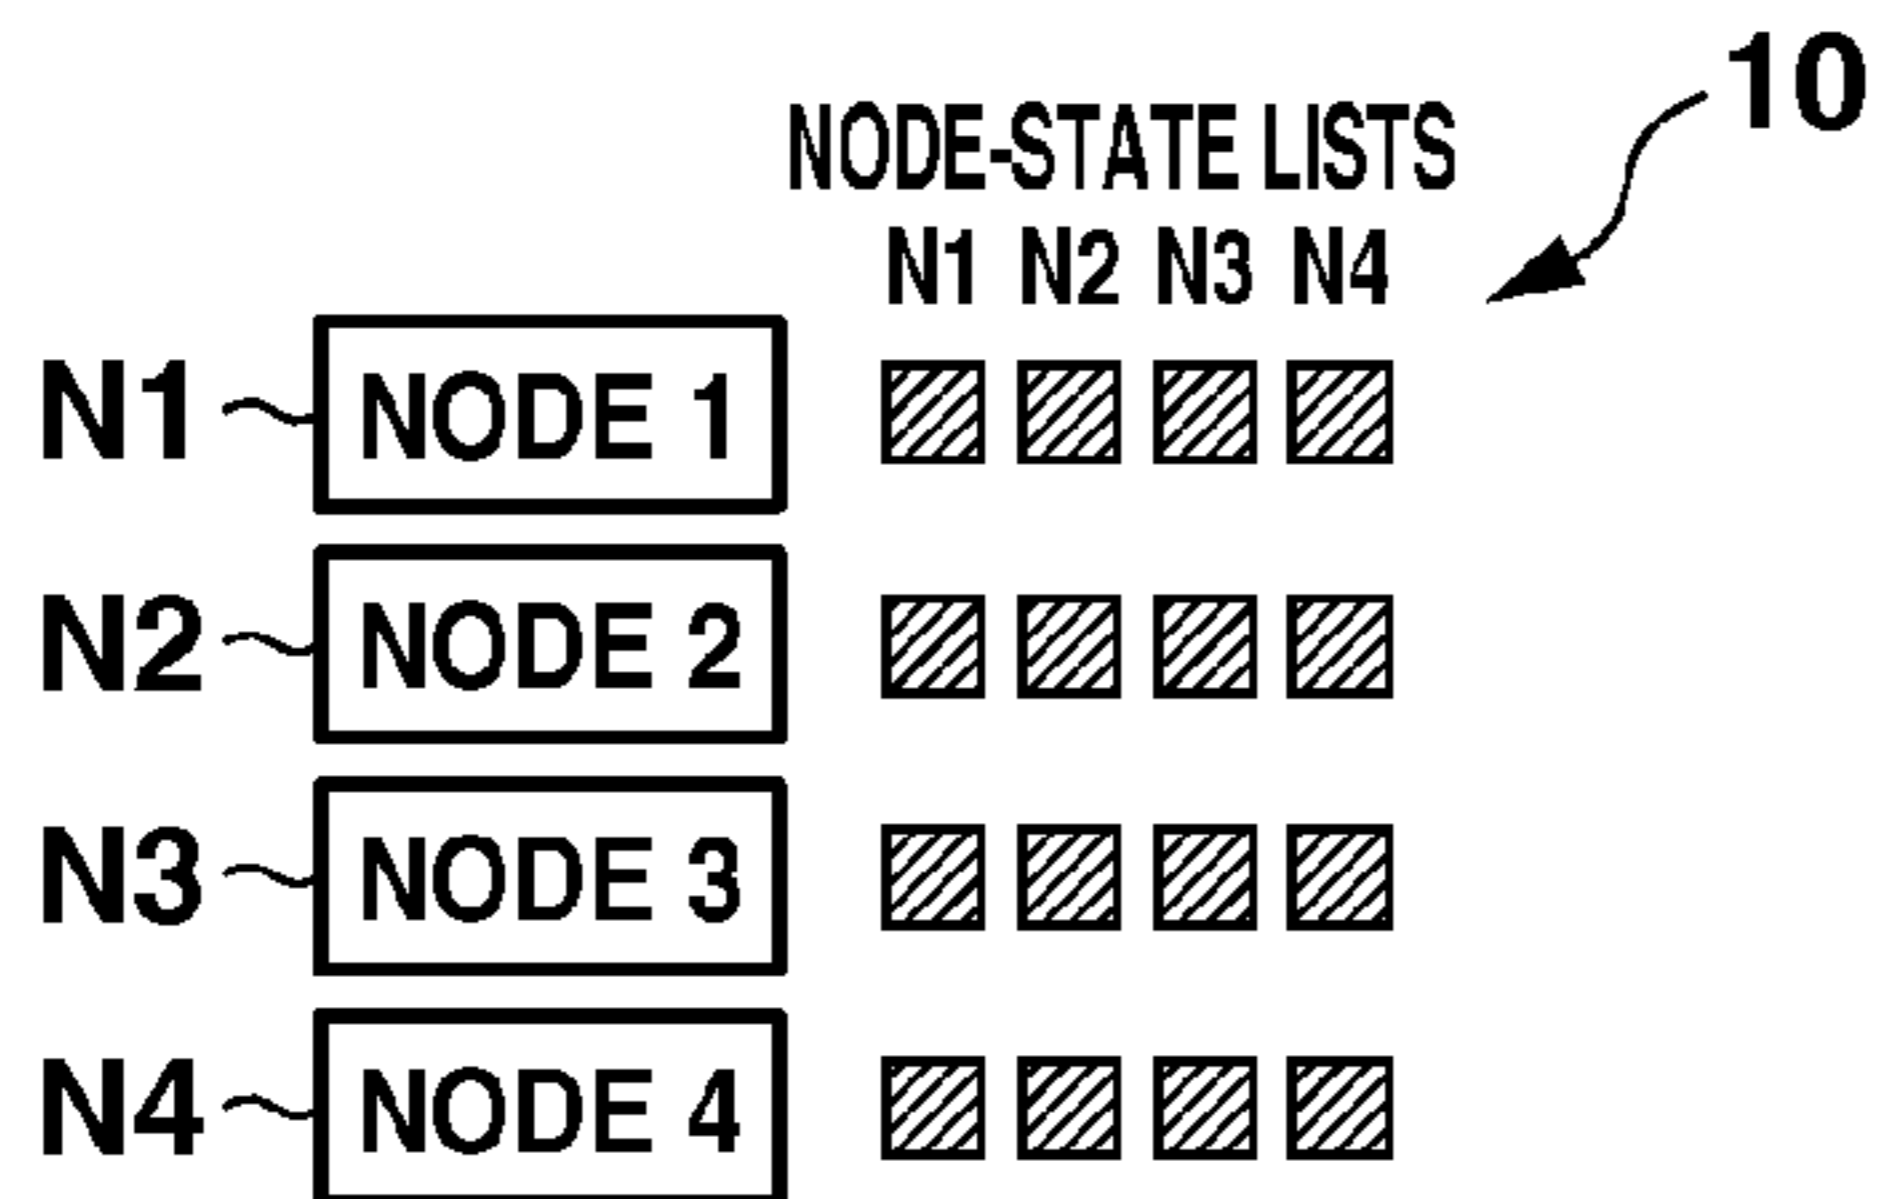 10
NODE-STATE LISTS
N1 N2 N3 N4
N1 NODE 1
N2 NODE 2
N3 NODE 3
N4 NODE 4